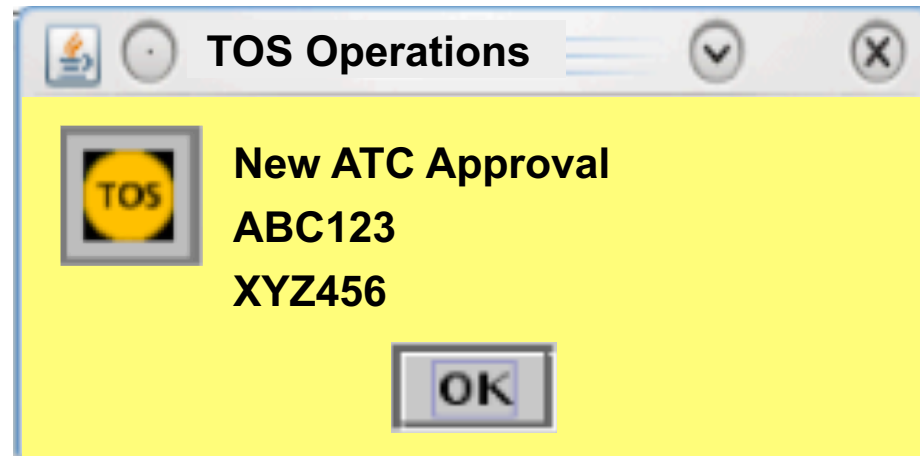 TOS Operations
TOS
New ATC Approval
ABC123
XYZ456
OK